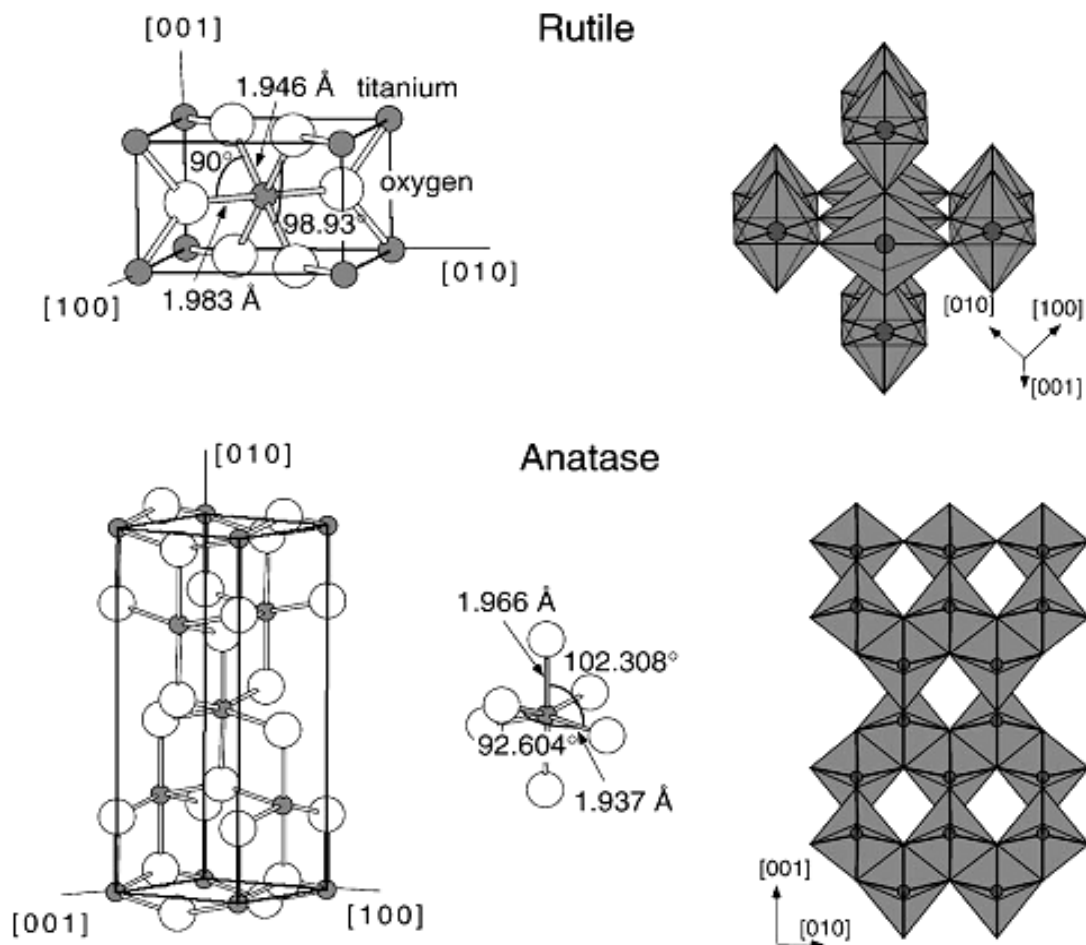 Rutile
[001]
1.946 Å
titanium
90°
oxygen
98.93°
[010]
[100]
1.983 Å
[010]
[100]
[001]
Anatase
[010]
1.966 Å
102.308°
92.604°
1.937 Å
[001]
[100]
[001]
[010]